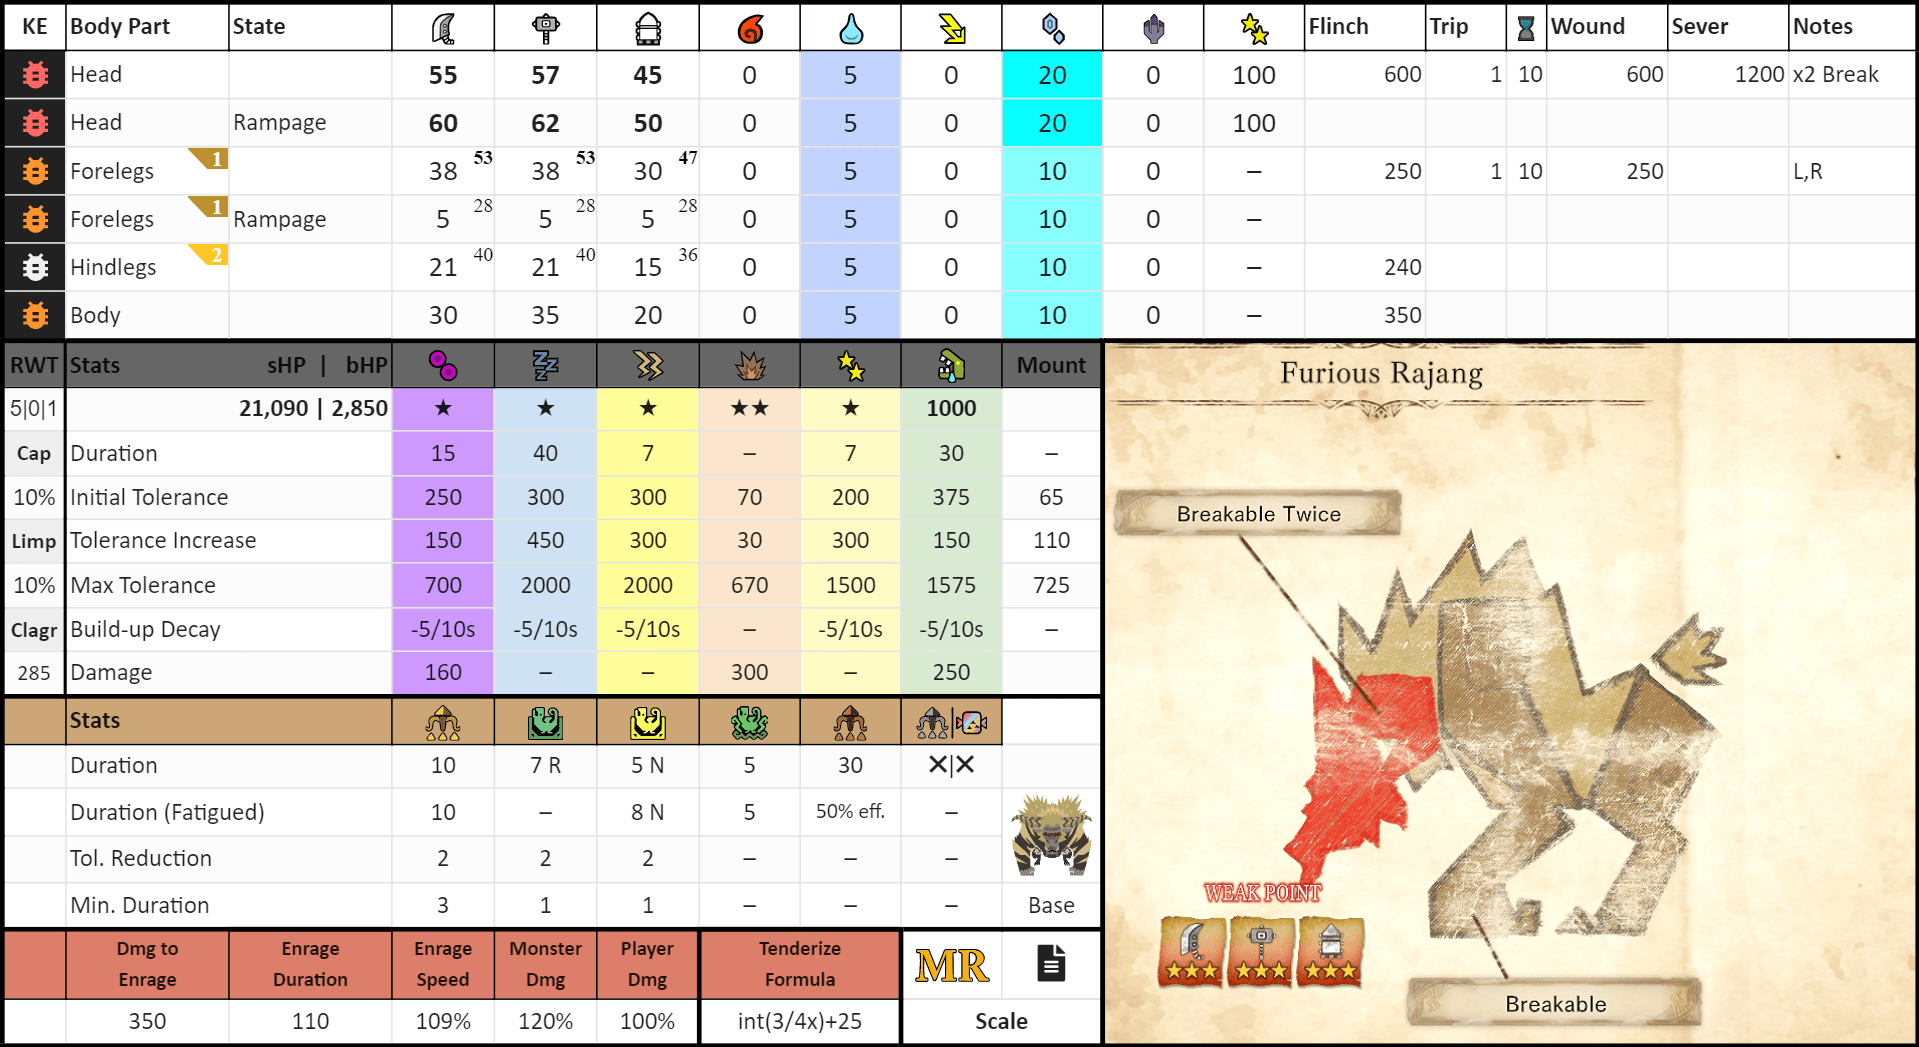 KE Body Part State Flinch Trip Wound Sever Notes
Head 55 57 45 0 5 0 20 0 100 600 1 10 600 1200 x2 Break
Head Rampage 60 62 50 0 5 0 20 0 100
Forelegs 1 38 53 38 53 30 47 0 5 0 10 0 – 250 1 10 250 L,R
Forelegs 1 Rampage 5 28 5 28 5 28 0 5 0 10 0 –
Hindlegs 2 21 40 21 40 15 36 0 5 0 10 0 – 240
Body 30 35 20 0 5 0 10 0 – 350
RWT Stats sHP | bHP Mount
5|0|1 21,090 | 2,850 ★ ★ ★ ★★ ★ 1000
Cap Duration 15 40 7 – 7 30 –
10% Initial Tolerance 250 300 300 70 200 375 65
Limp Tolerance Increase 150 450 300 30 300 150 110
10% Max Tolerance 700 2000 2000 670 1500 1575 725
Clagr Build-up Decay -5/10s -5/10s -5/10s – -5/10s -5/10s –
285 Damage 160 – – 300 – 250
Stats
Duration 10 7 R 5 N 5 30 ✕|✕
Duration (Fatigued) 10 – 8 N 5 50% eff. –
Tol. Reduction 2 2 2 – – –
Min. Duration 3 1 1 – – – Base
Dmg to Enrage Enrage Duration Enrage Speed Monster Dmg Player Dmg Tenderize Formula MR
350 110 109% 120% 100% int(3/4x)+25 Scale
Furious Rajang
Breakable Twice
WEAK POINT
Breakable